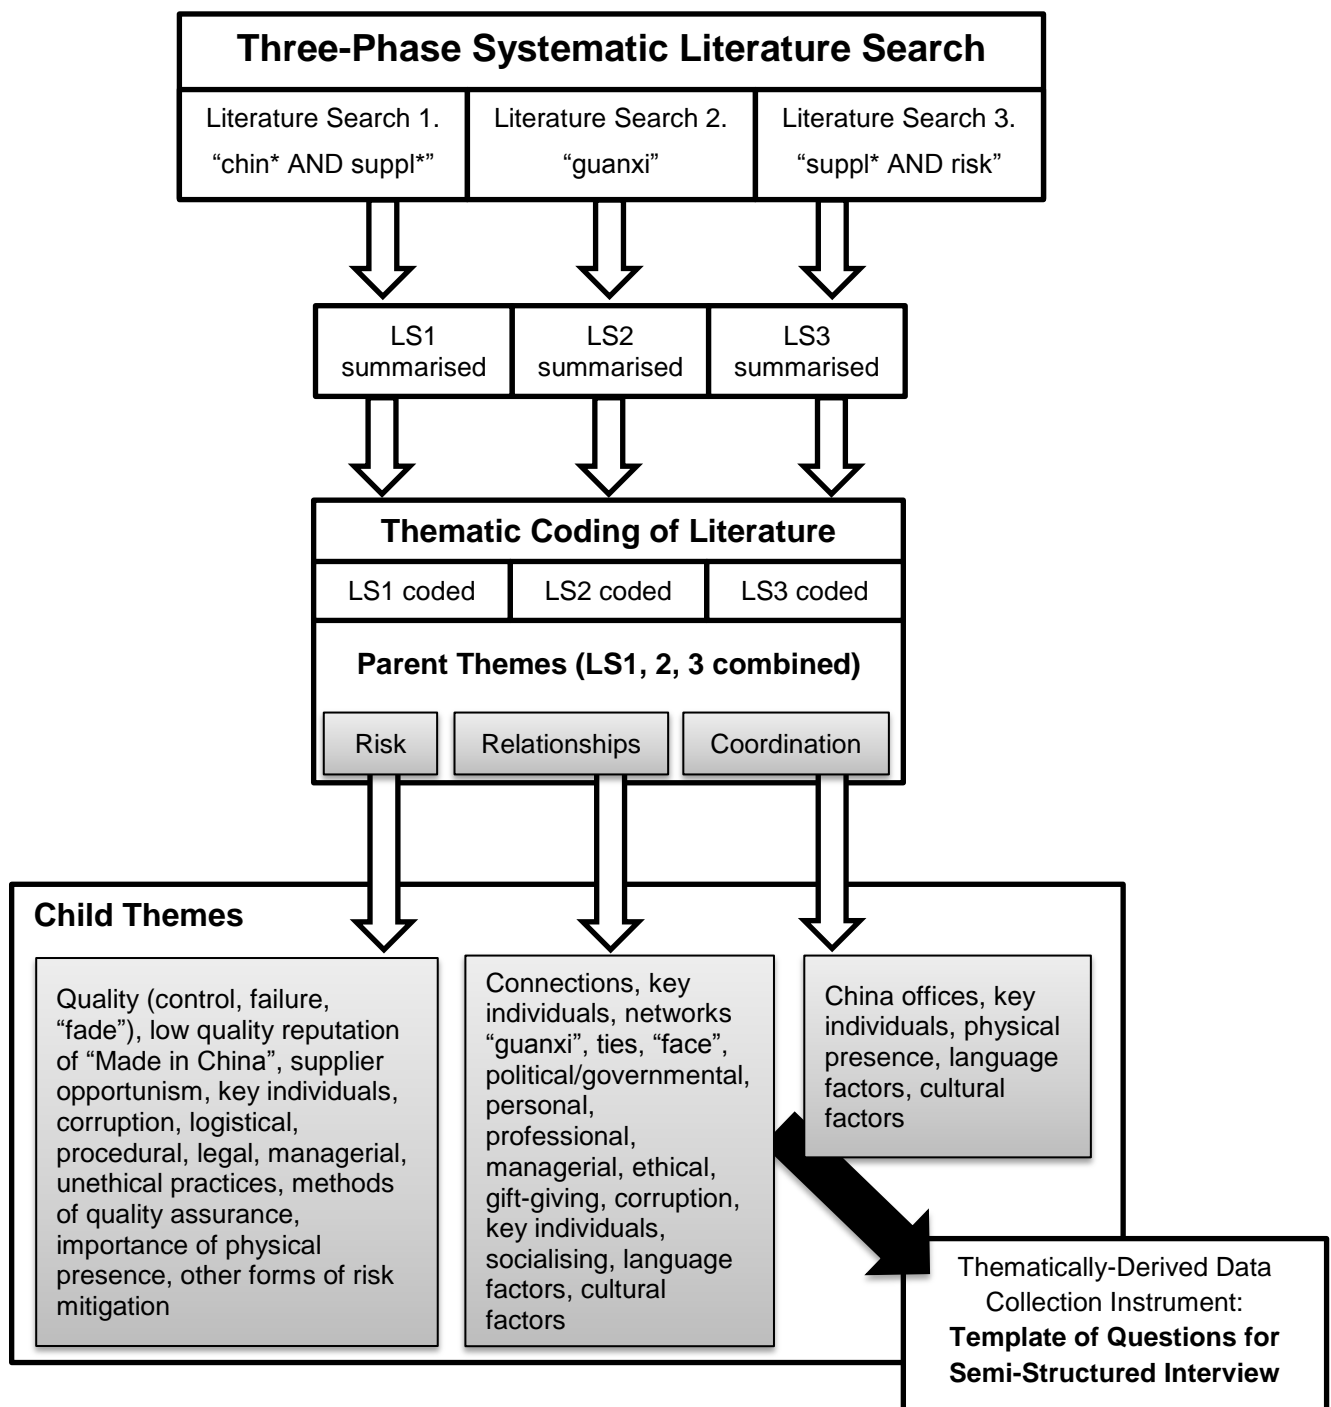 Three-Phase Systematic Literature Search
Literature Search 1.
“chin* AND suppl*”
Literature Search 2.
“guanxi”
Literature Search 3.
“suppl* AND risk”
LS1
summarised
LS2
summarised
LS3
summarised
Thematic Coding of Literature
LS1 coded
LS2 coded
LS3 coded
Parent Themes (LS1, 2, 3 combined)
Risk
Relationships
Coordination
Child Themes
Quality (control, failure,
“fade”), low quality reputation
of “Made in China”, supplier
opportunism, key individuals,
corruption, logistical,
procedural, legal, managerial,
unethical practices, methods
of quality assurance,
importance of physical
presence, other forms of risk
mitigation
Connections, key
individuals, networks
“guanxi”, ties, “face”,
political/governmental,
personal,
professional,
managerial, ethical,
gift-giving, corruption,
key individuals,
socialising, language
factors, cultural
factors
China offices, key
individuals, physical
presence, language
factors, cultural
factors
Thematically-Derived Data
Collection Instrument:
Template of Questions for
Semi-Structured Interview